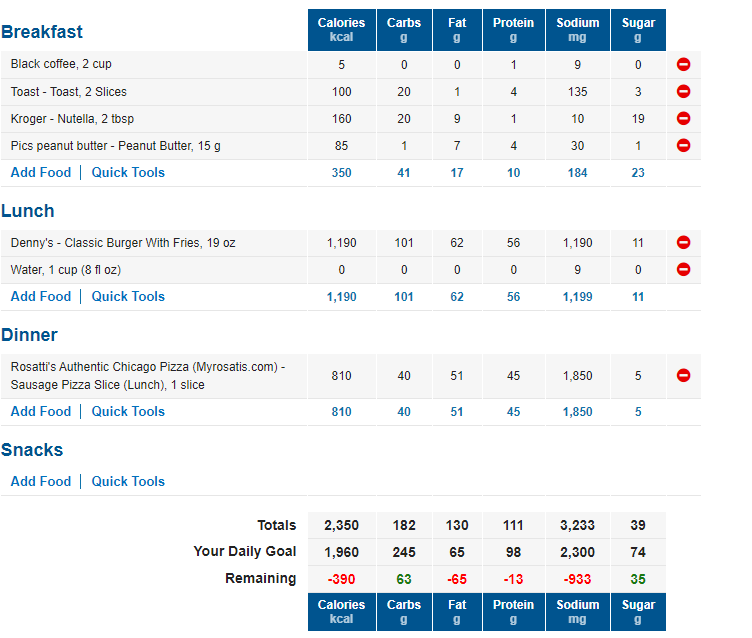 Breakfast Calories Carbs Fat Protein Sodium Sugar
kcal g g g mg g
Black coffee, 2 cup 5 0 0 1 9 0
Toast - Toast, 2 Slices 100 20 1 4 135 3
Kroger - Nutella, 2 tbsp 160 20 9 1 10 19
Pics peanut butter - Peanut Butter, 15 g 85 1 7 4 30 1
Add Food | Quick Tools 350 41 17 10 184 23
Lunch
Denny's - Classic Burger With Fries, 19 oz 1,190 101 62 56 1,190 11
Water, 1 cup (8 fl oz) 0 0 0 0 9 0
Add Food | Quick Tools 1,190 101 62 56 1,199 11
Dinner
Rosatti's Authentic Chicago Pizza (Myrosatis.com) -
Sausage Pizza Slice (Lunch), 1 slice 810 40 51 45 1,850 5
Add Food | Quick Tools 810 40 51 45 1,850 5
Snacks
Add Food | Quick Tools
Totals 2,350 182 130 111 3,233 39
Your Daily Goal 1,960 245 65 98 2,300 74
Remaining -390 63 -65 -13 -933 35
Calories Carbs Fat Protein Sodium Sugar
kcal g g g mg g